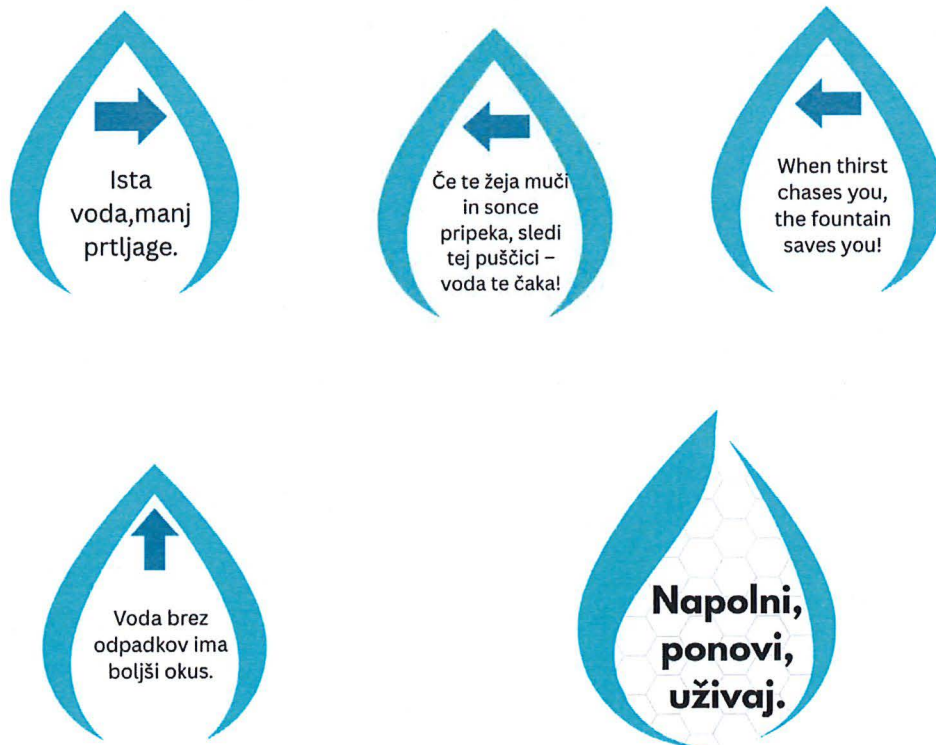 Ista
voda,manj
prtljage.
Če te žeja muči
in sonce
pripeka, sledi
tej puščici –
voda te čaka!
When thirst
chases you,
the fountain
saves you!
Voda brez
odpadkov ima
boljši okus.
Napolni,
ponovi,
uživaj.